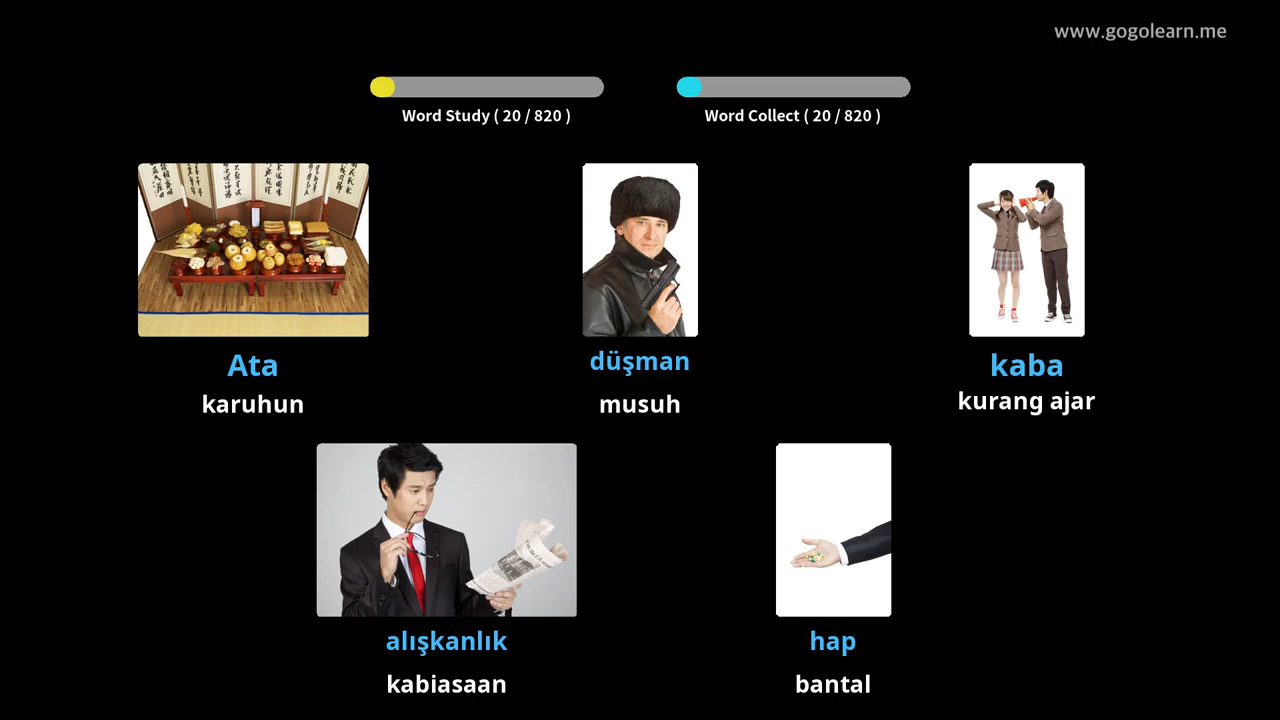 www.gogolearn.me
Word Study ( 20 / 820 )
Word Collect ( 20 / 820 )
Ata
karuhun
düşman
musuh
kaba
kurang ajar
alışkanlık
kabiasaan
hap
bantal